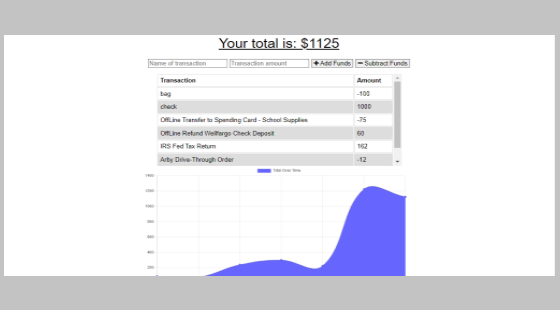 Your total is: $1125
Name of transaction Transaction amount +Add Funds −Subtract Funds
Transaction Amount
bag -100
check 1000
OffLine Transfer to Spending Card - School Supplies -75
OffLine Refund Wellfargo Check Deposit 60
IRS Fed Tax Return 162
Arby Drive-Through Order -12
Total Over Time
1400
1200
1000
800
600
400
200